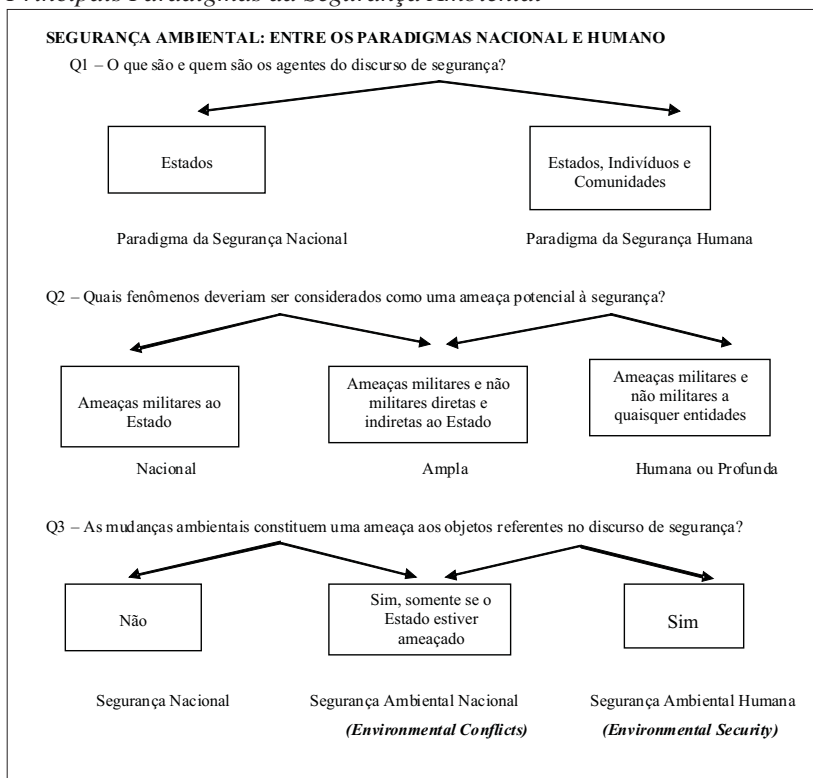 Principais Paradigmas da Segurança Ambiental
SEGURANÇA AMBIENTAL: ENTRE OS PARADIGMAS NACIONAL E HUMANO
Q1 – O que são e quem são os agentes do discurso de segurança?
Estados
Estados, Indivíduos e
Comunidades
Paradigma da Segurança Nacional
Paradigma da Segurança Humana
Q2 – Quais fenômenos deveriam ser considerados como uma ameaça potencial à segurança?
Ameaças militares ao
Estado
Ameaças militares e não
militares diretas e
indiretas ao Estado
Ameaças militares e
não militares a
quaisquer entidades
Nacional
Ampla
Humana ou Profunda
Q3 – As mudanças ambientais constituem uma ameaça aos objetos referentes no discurso de segurança?
Não
Sim, somente se o
Estado estiver
ameaçado
Sim
Segurança Nacional
Segurança Ambiental Nacional
(Environmental Conflicts)
Segurança Ambiental Humana
(Environmental Security)